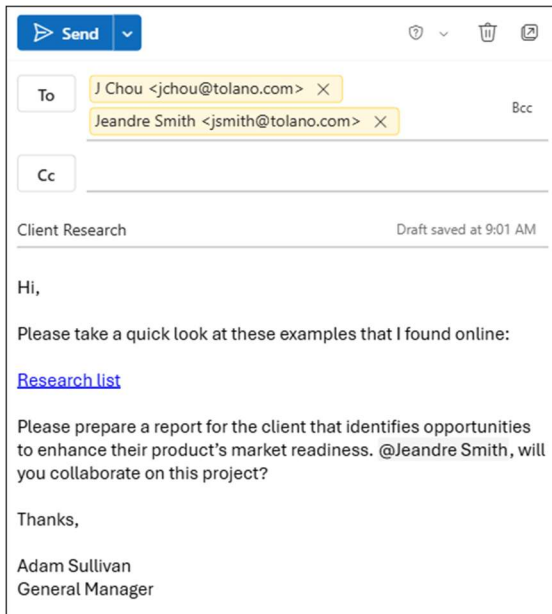 Send
To
J Chou <jchou@tolano.com>
Jeandre Smith <jsmith@tolano.com>
Bcc
Cc
Client Research
Draft saved at 9:01 AM
Hi,
Please take a quick look at these examples that I found online:
Research list
Please prepare a report for the client that identifies opportunities
to enhance their product’s market readiness. @Jeandre Smith, will
you collaborate on this project?
Thanks,
Adam Sullivan
General Manager